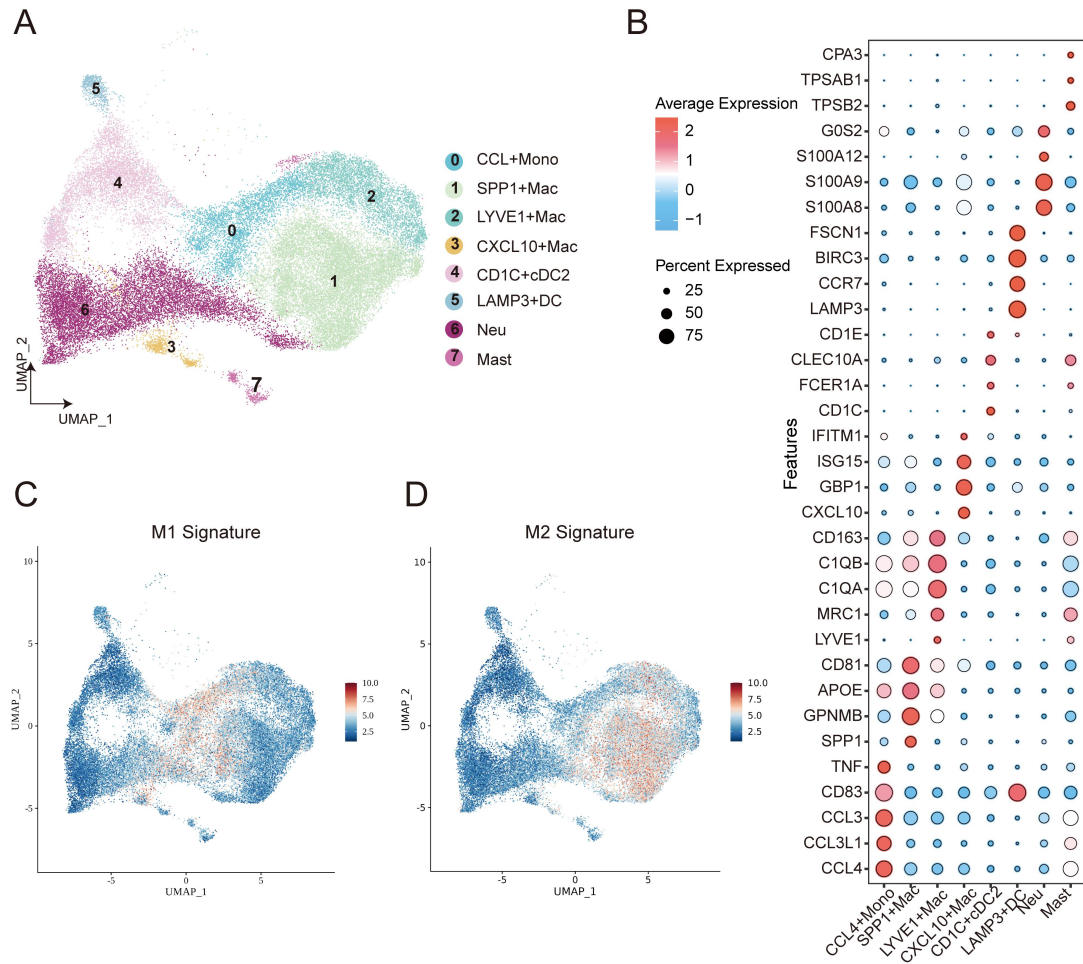 A
5
4
2
0
1
6
3
7
UMAP_2
UMAP_1
0 CCL+Mono
1 SPP1+Mac
2 LYVE1+Mac
3 CXCL10+Mac
4 CD1C+cDC2
5 LAMP3+DC
6 Neu
7 Mast
B
Average Expression
2
1
0
−1
Percent Expressed
25
50
75
Features
CPA3
TPSAB1
TPSB2
G0S2
S100A12
S100A9
S100A8
FSCN1
BIRC3
CCR7
LAMP3
CD1E
CLEC10A
FCER1A
CD1C
IFITM1
ISG15
GBP1
CXCL10
CD163
C1QB
C1QA
MRC1
LYVE1
CD81
APOE
GPNMB
SPP1
TNF
CD83
CCL3
CCL3L1
CCL4
CCL4+Mono
SPP1+Mac
LYVE1+Mac
CXCL10+Mac
CD1C+cDC2
LAMP3+DC
Neu
Mast
C
M1 Signature
10
5
0
-5
UMAP_2
-5
0
5
UMAP_1
10.0
7.5
5.0
2.5
D
M2 Signature
10
5
0
-5
UMAP_2
-5
0
5
UMAP_1
10.0
7.5
5.0
2.5